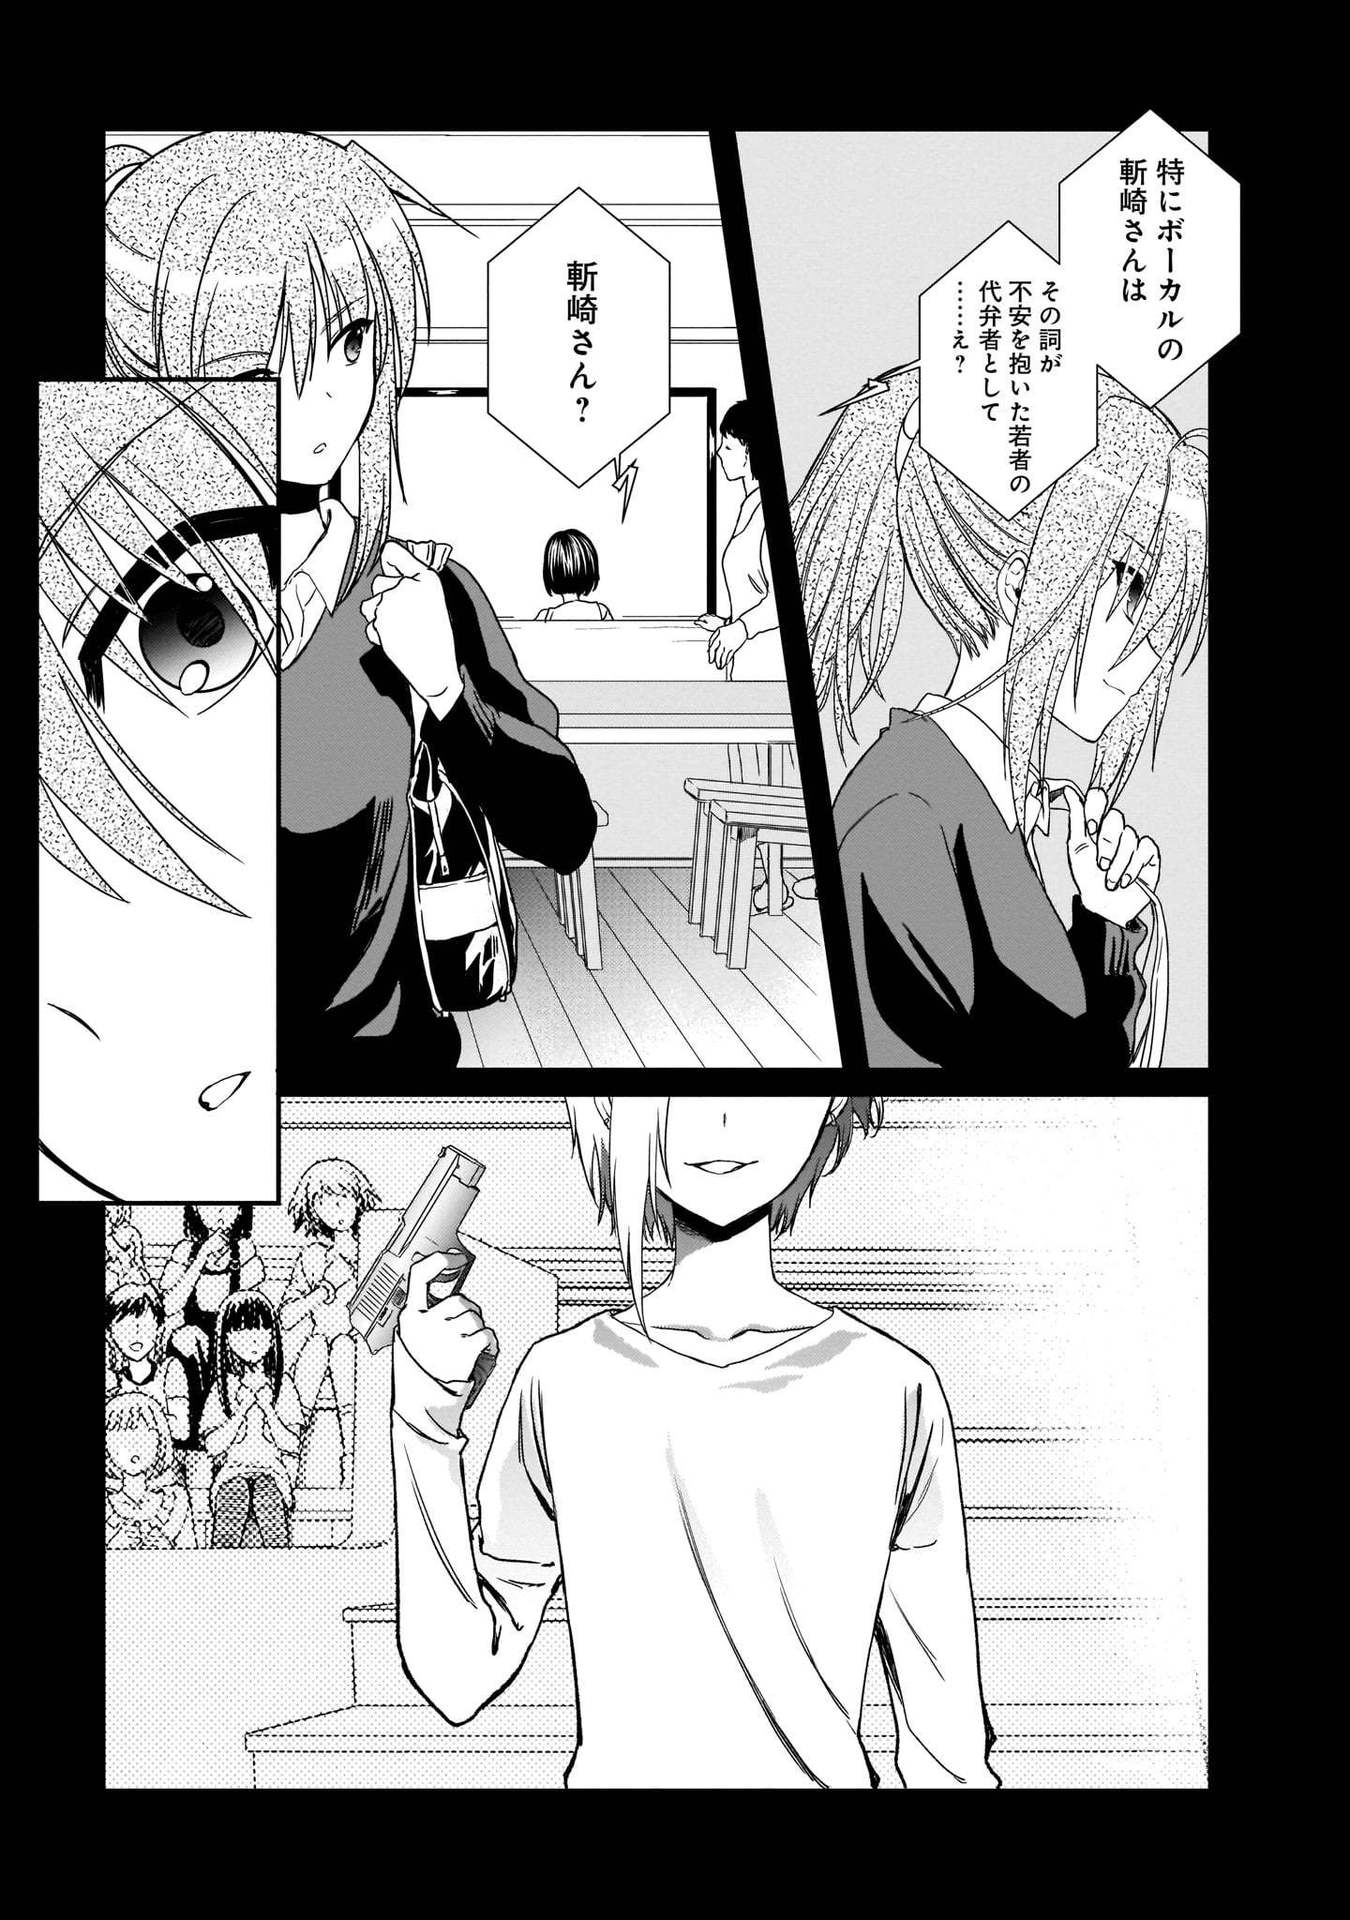 特にボーカルの
斬崎さんは
その詞が
不安を抱いた若者の
代弁者として
……え？
斬崎さん？